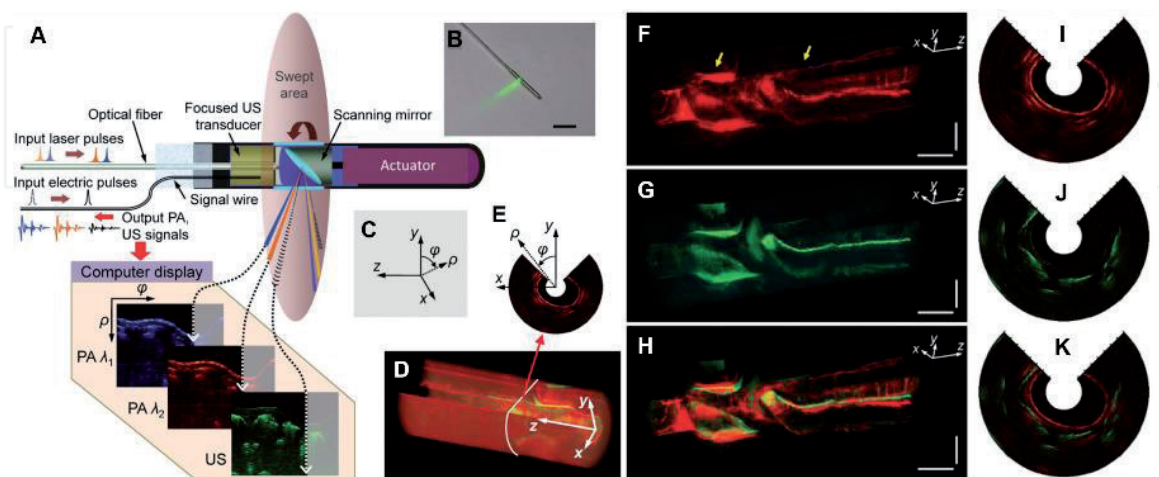 A
Swept
area
Optical fiber
Focused US
transducer
Scanning mirror
Input laser pulses
Actuator
Input electric pulses
Signal wire
Output PA,
US signals
Computer display
φ
ρ
PA λ1
PA λ2
US
B
C
y
φ
ρ
z
x
E
y
ρ
φ
x
D
y
z
x
F
y
x
z
G
y
x
z
H
y
x
z
I
J
K